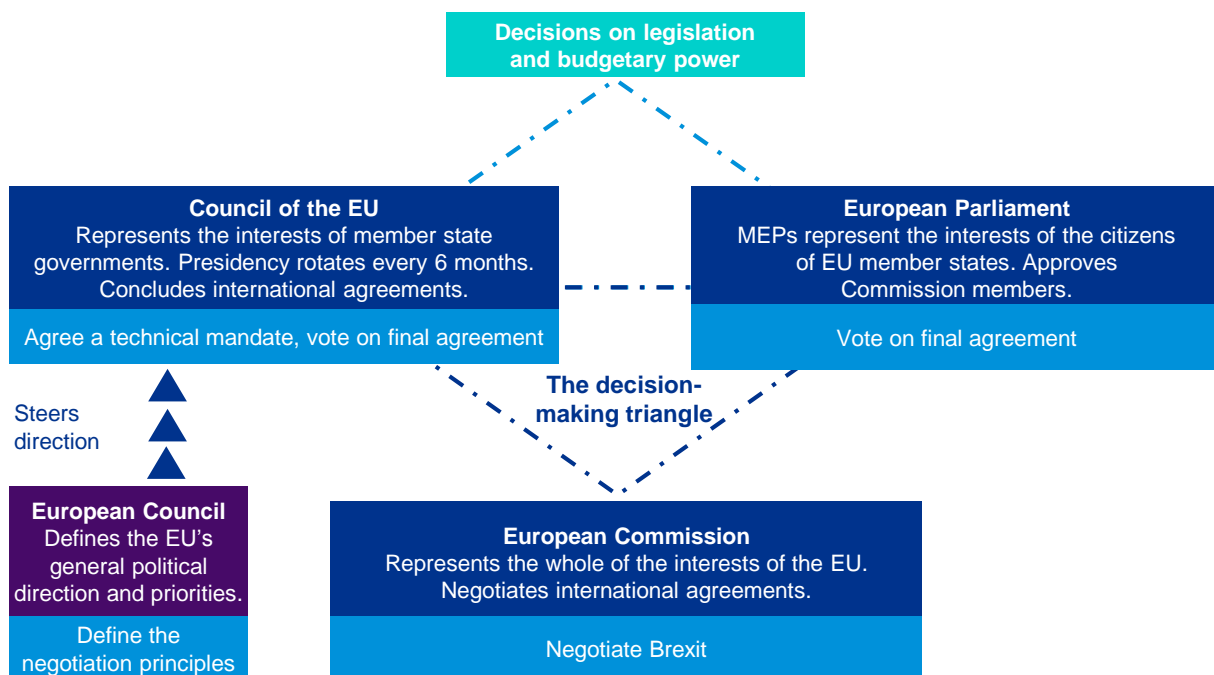 Decisions on legislation
and budgetary power
Council of the EU
Represents the interests of member state
governments. Presidency rotates every 6 months.
Concludes international agreements.
Agree a technical mandate, vote on final agreement
European Parliament
MEPs represent the interests of the citizens
of EU member states. Approves
Commission members.
Vote on final agreement
The decision-
making triangle
Steers
direction
European Council
Defines the EU’s
general political
direction and priorities.
Define the
negotiation principles
European Commission
Represents the whole of the interests of the EU.
Negotiates international agreements.
Negotiate Brexit